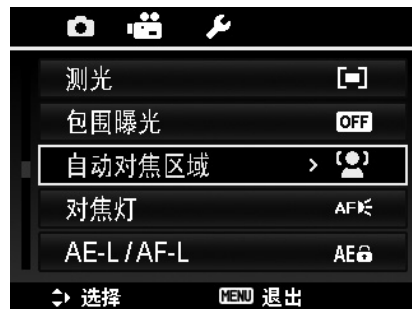 测光
包围曝光 OFF
自动对焦区域 >
对焦灯 AF
AE-L / AF-L AE
选择 MENU 退出